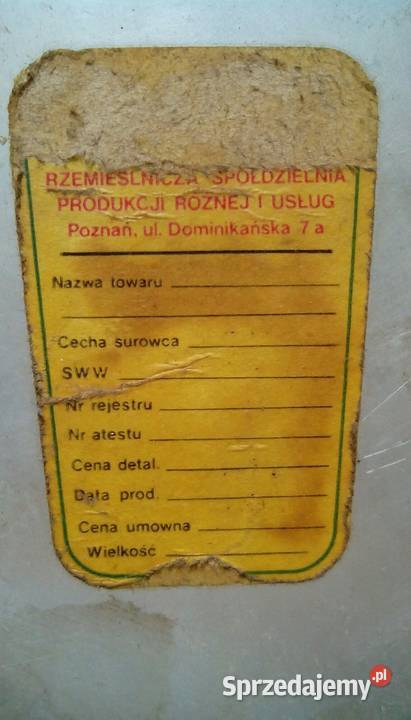 RZEMIEŚLNICZA SPÓŁDZIELNIA
PRODUKCJI RÓŻNEJ I USŁUG
Poznań, ul. Dominikańska 7 a
Nazwa towaru
Cecha surowca
SWW
Nr rejestru
Nr atestu
Cena detal.
Data prod.
Cena umowna
Wielkość
Sprzedajemy.pl